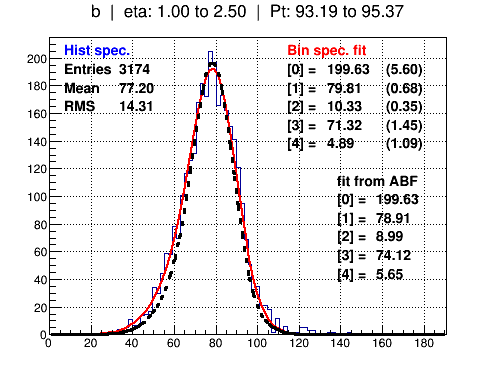 b | eta: 1.00 to 2.50 | Pt: 93.19 to 95.37
Hist spec.
Entries 3174
Mean 77.20
RMS 14.31
Bin spec. fit
[0] = 199.63 (5.60)
[1] = 79.81 (0.68)
[2] = 10.33 (0.35)
[3] = 71.32 (1.45)
[4] = 4.89 (1.09)
fit from ABF
[0] = 199.63
[1] = 78.91
[2] = 8.99
[3] = 74.12
[4] = 5.65
200
180
160
140
120
100
80
60
40
20
0
0 20 40 60 80 100 120 140 160 180